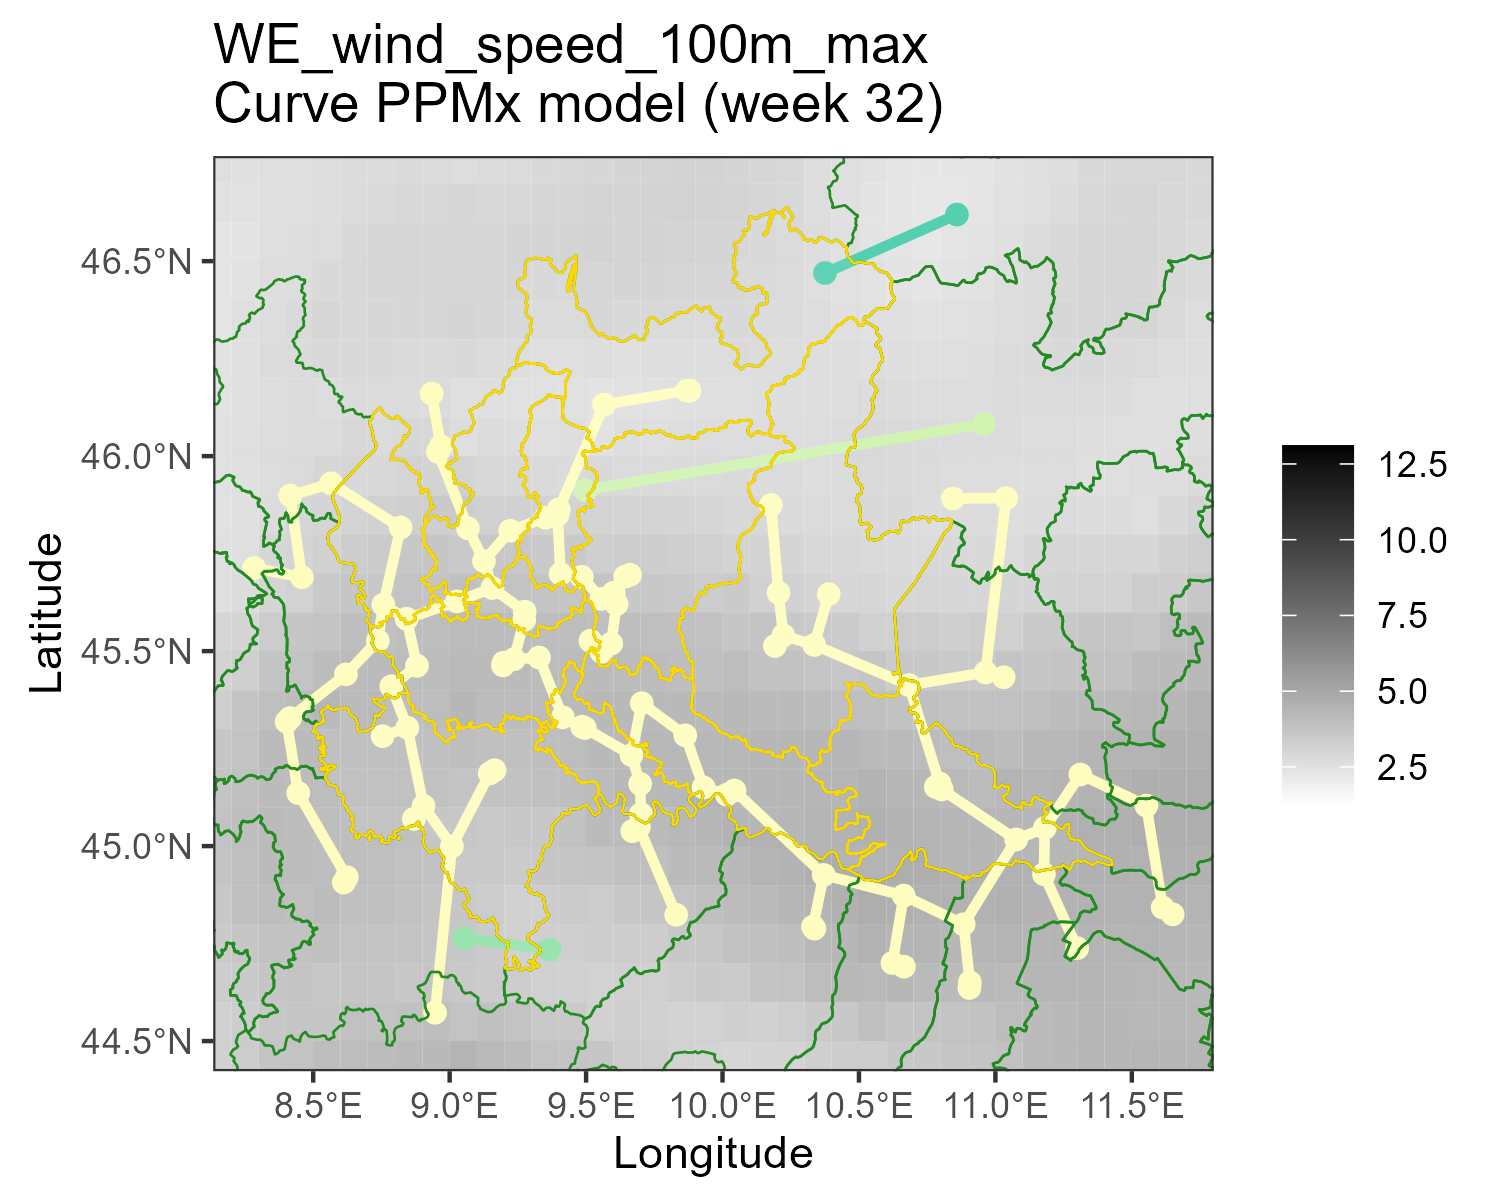 WE_wind_speed_100m_max
Curve PPMx model (week 32)
46.5°N
46.0°N
45.5°N
45.0°N
44.5°N
Latitude
8.5°E 9.0°E 9.5°E 10.0°E 10.5°E 11.0°E 11.5°E
Longitude
12.5
10.0
7.5
5.0
2.5